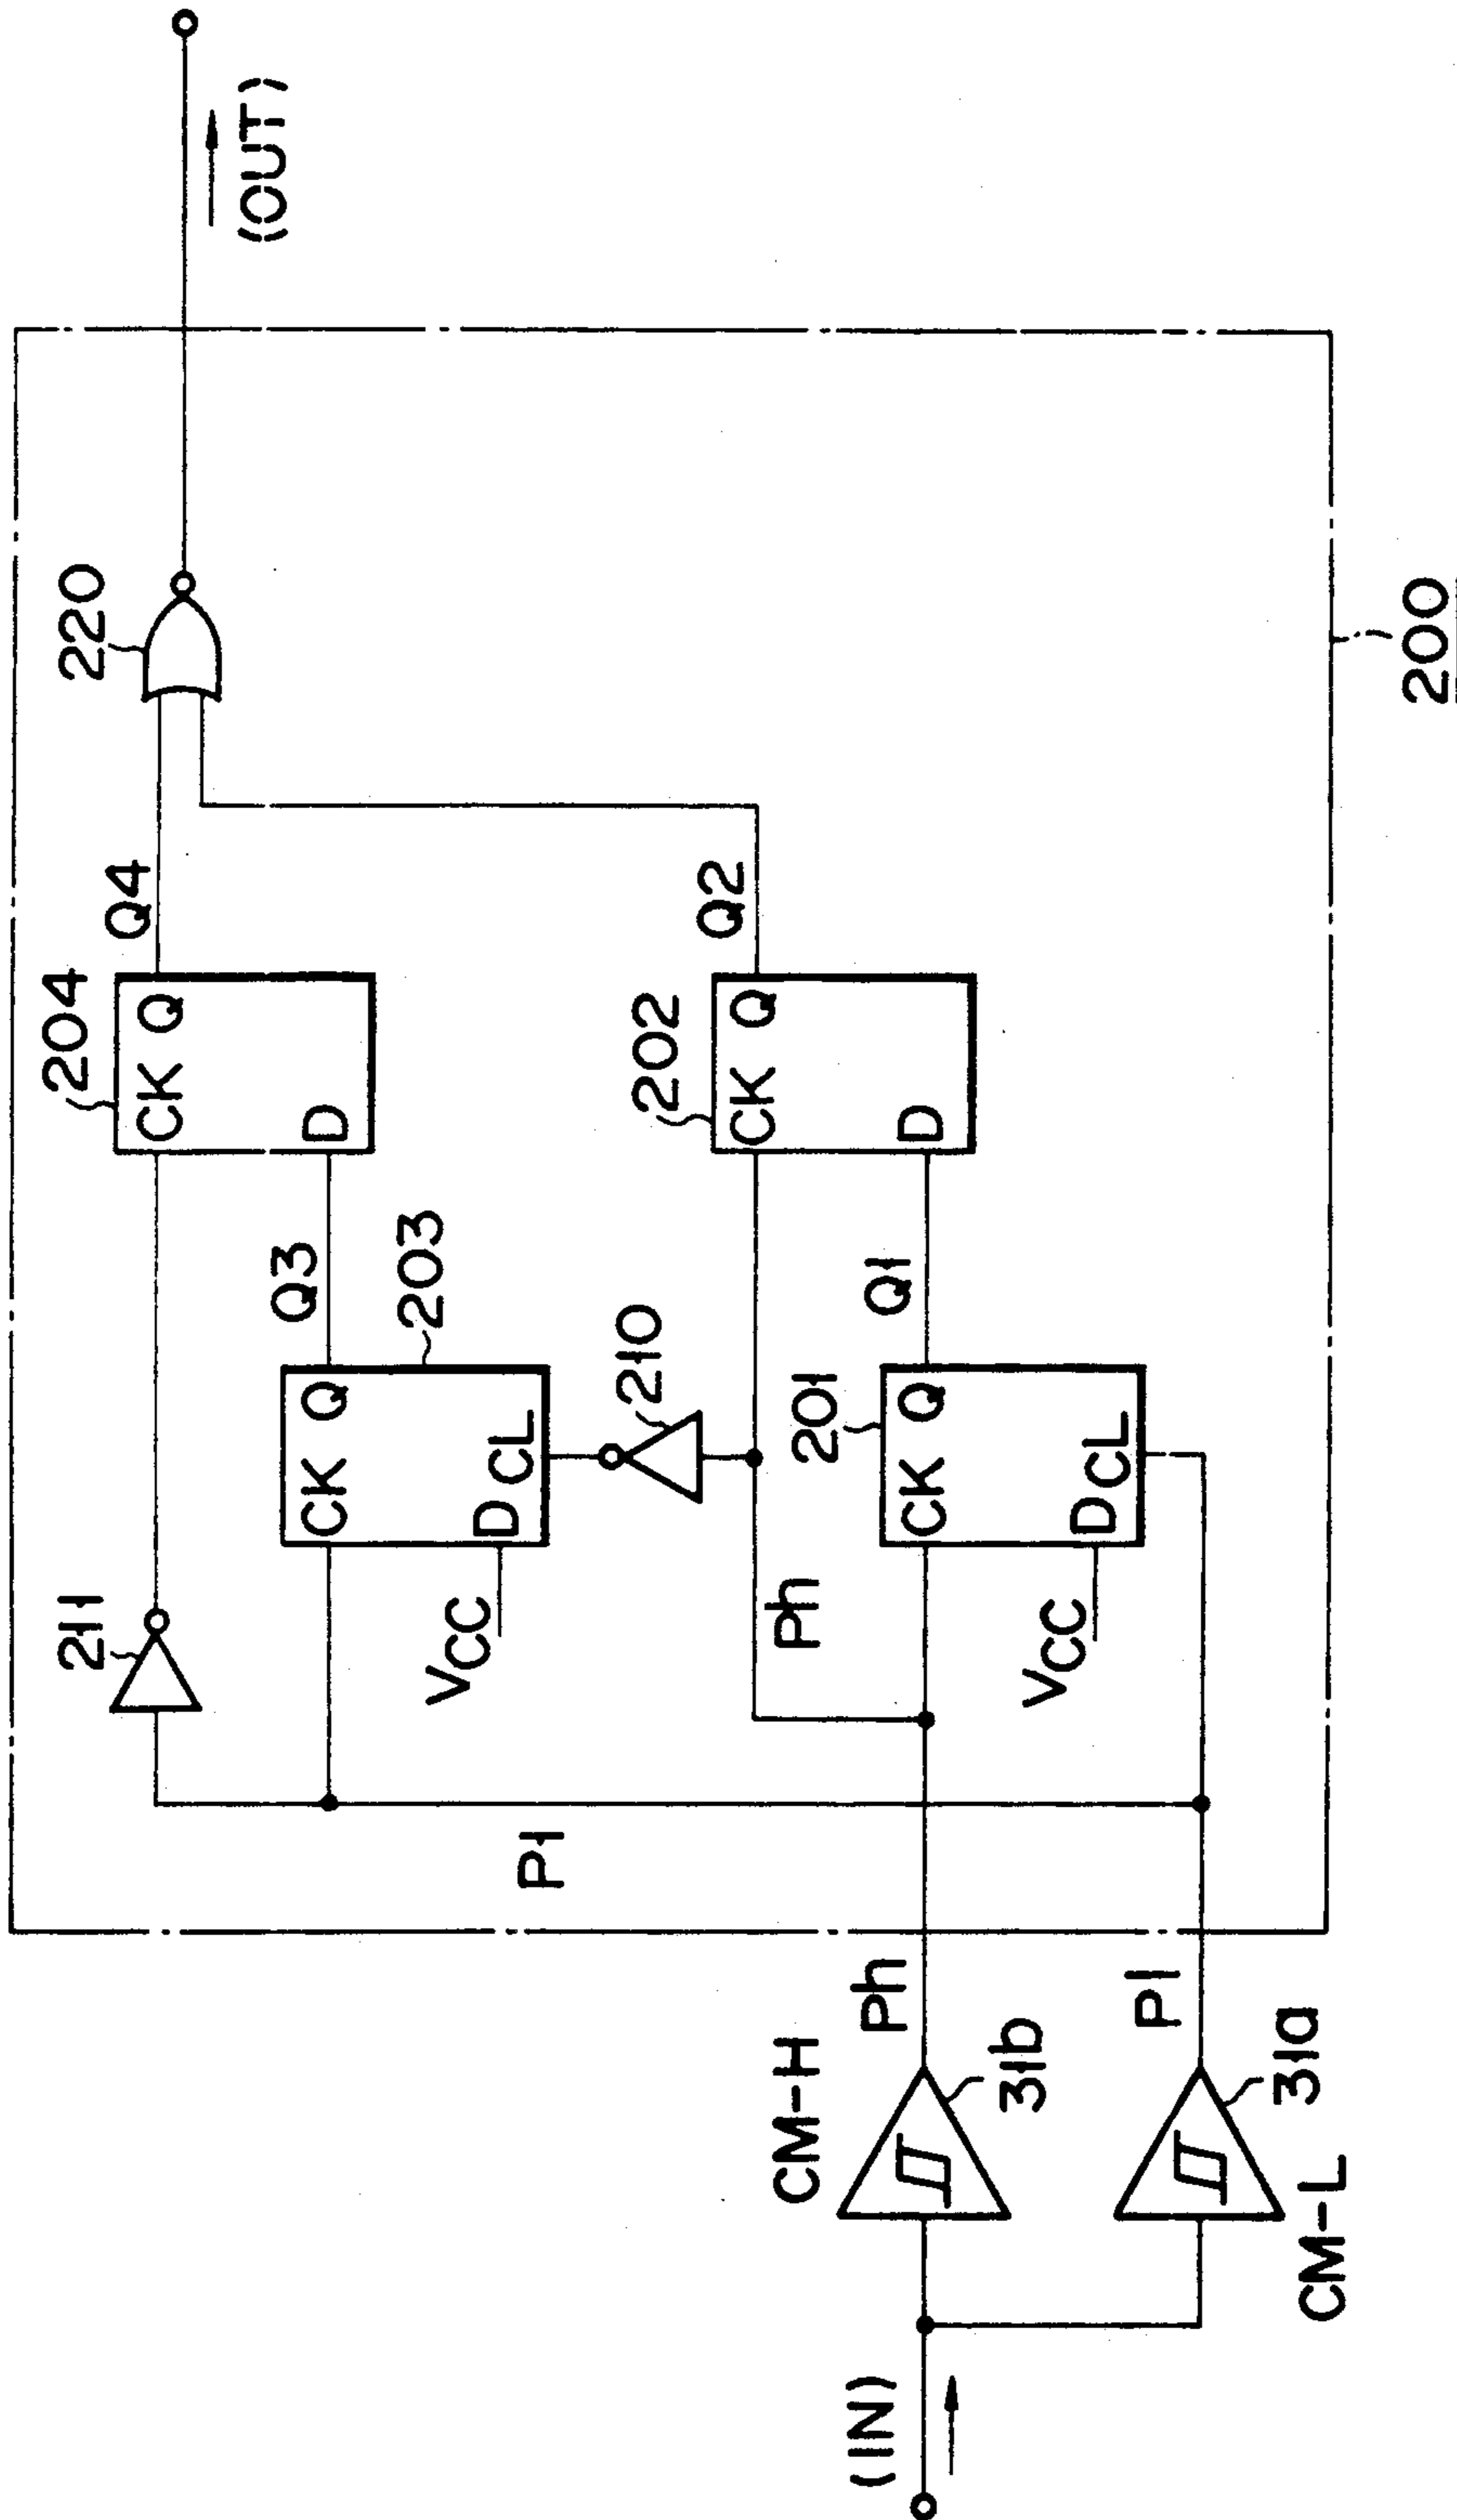 (IN)
CM-H
31b
Ph
CM-L
31a
Pl
Pl
211
Ph
VCC
CK Q
D CL
203
Q3
210
VCC
CK Q
D CL
201
Q1
204
CK Q
D
Q4
202
CK Q
D
Q2
220
200
(OUT)